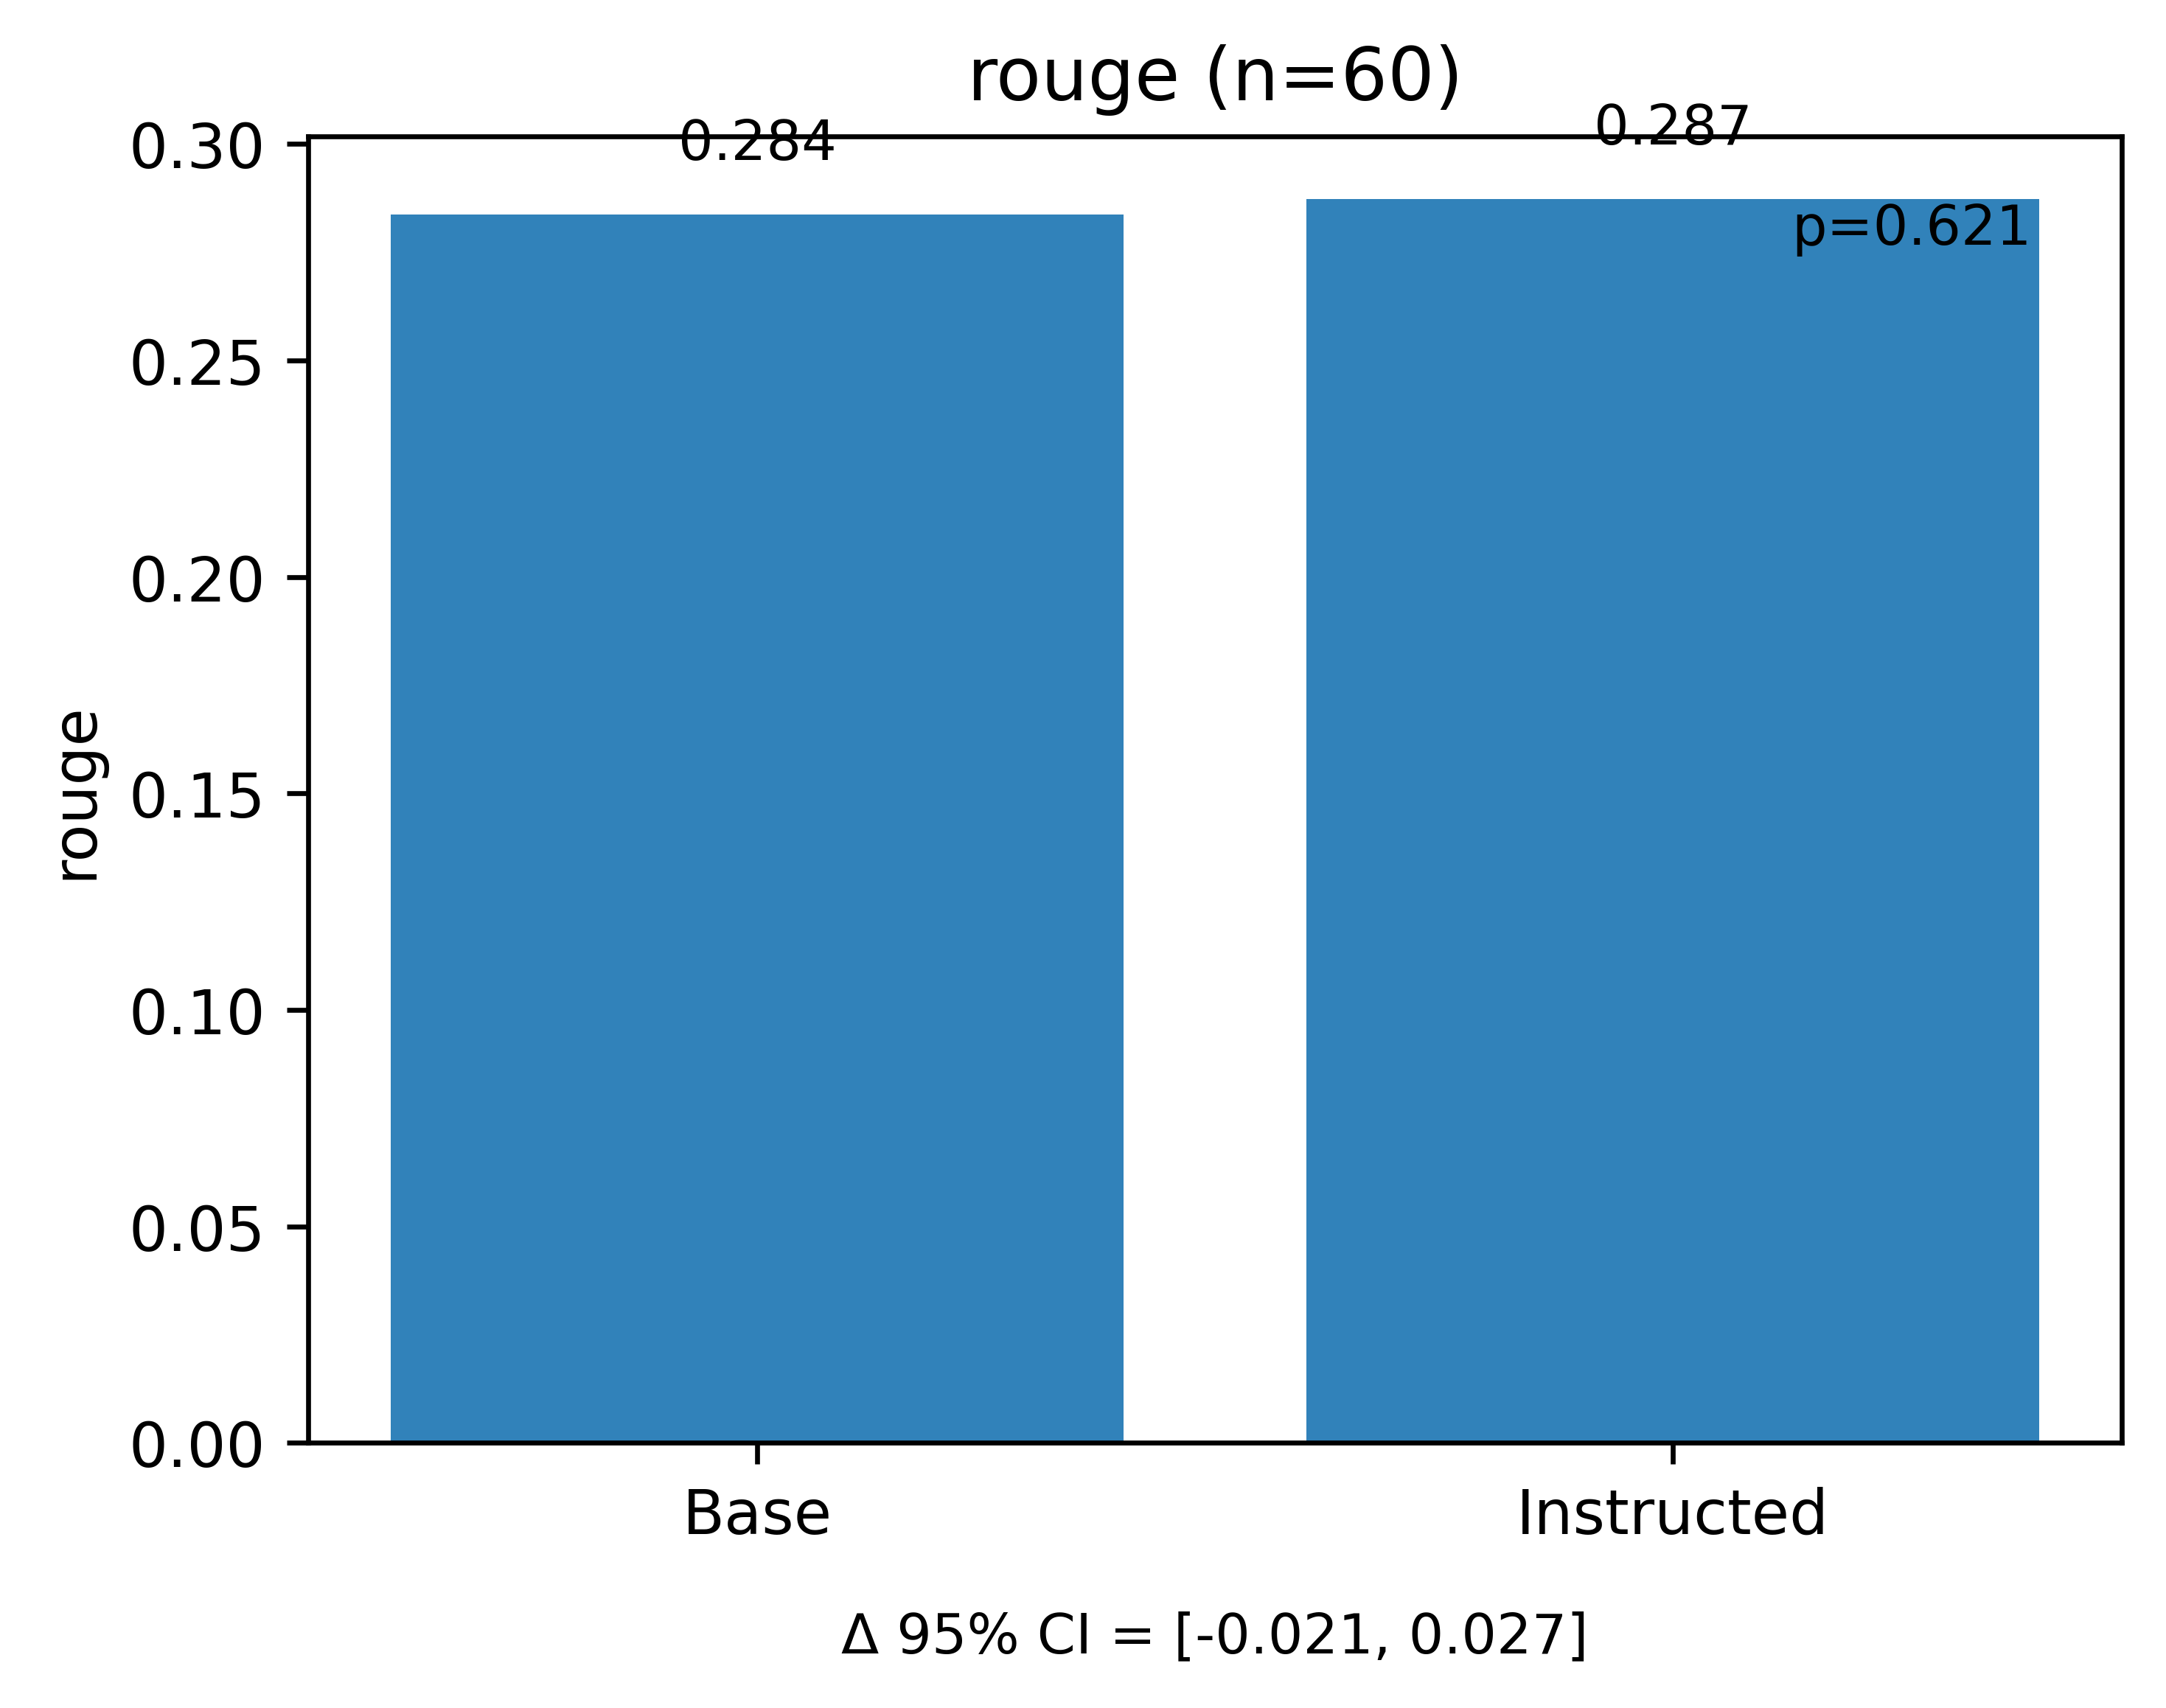 rouge (n=60)
0.284
0.287
p=0.621
0.30
0.25
0.20
0.15
0.10
0.05
0.00
rouge
Base
Instructed
Δ 95% CI = [-0.021, 0.027]